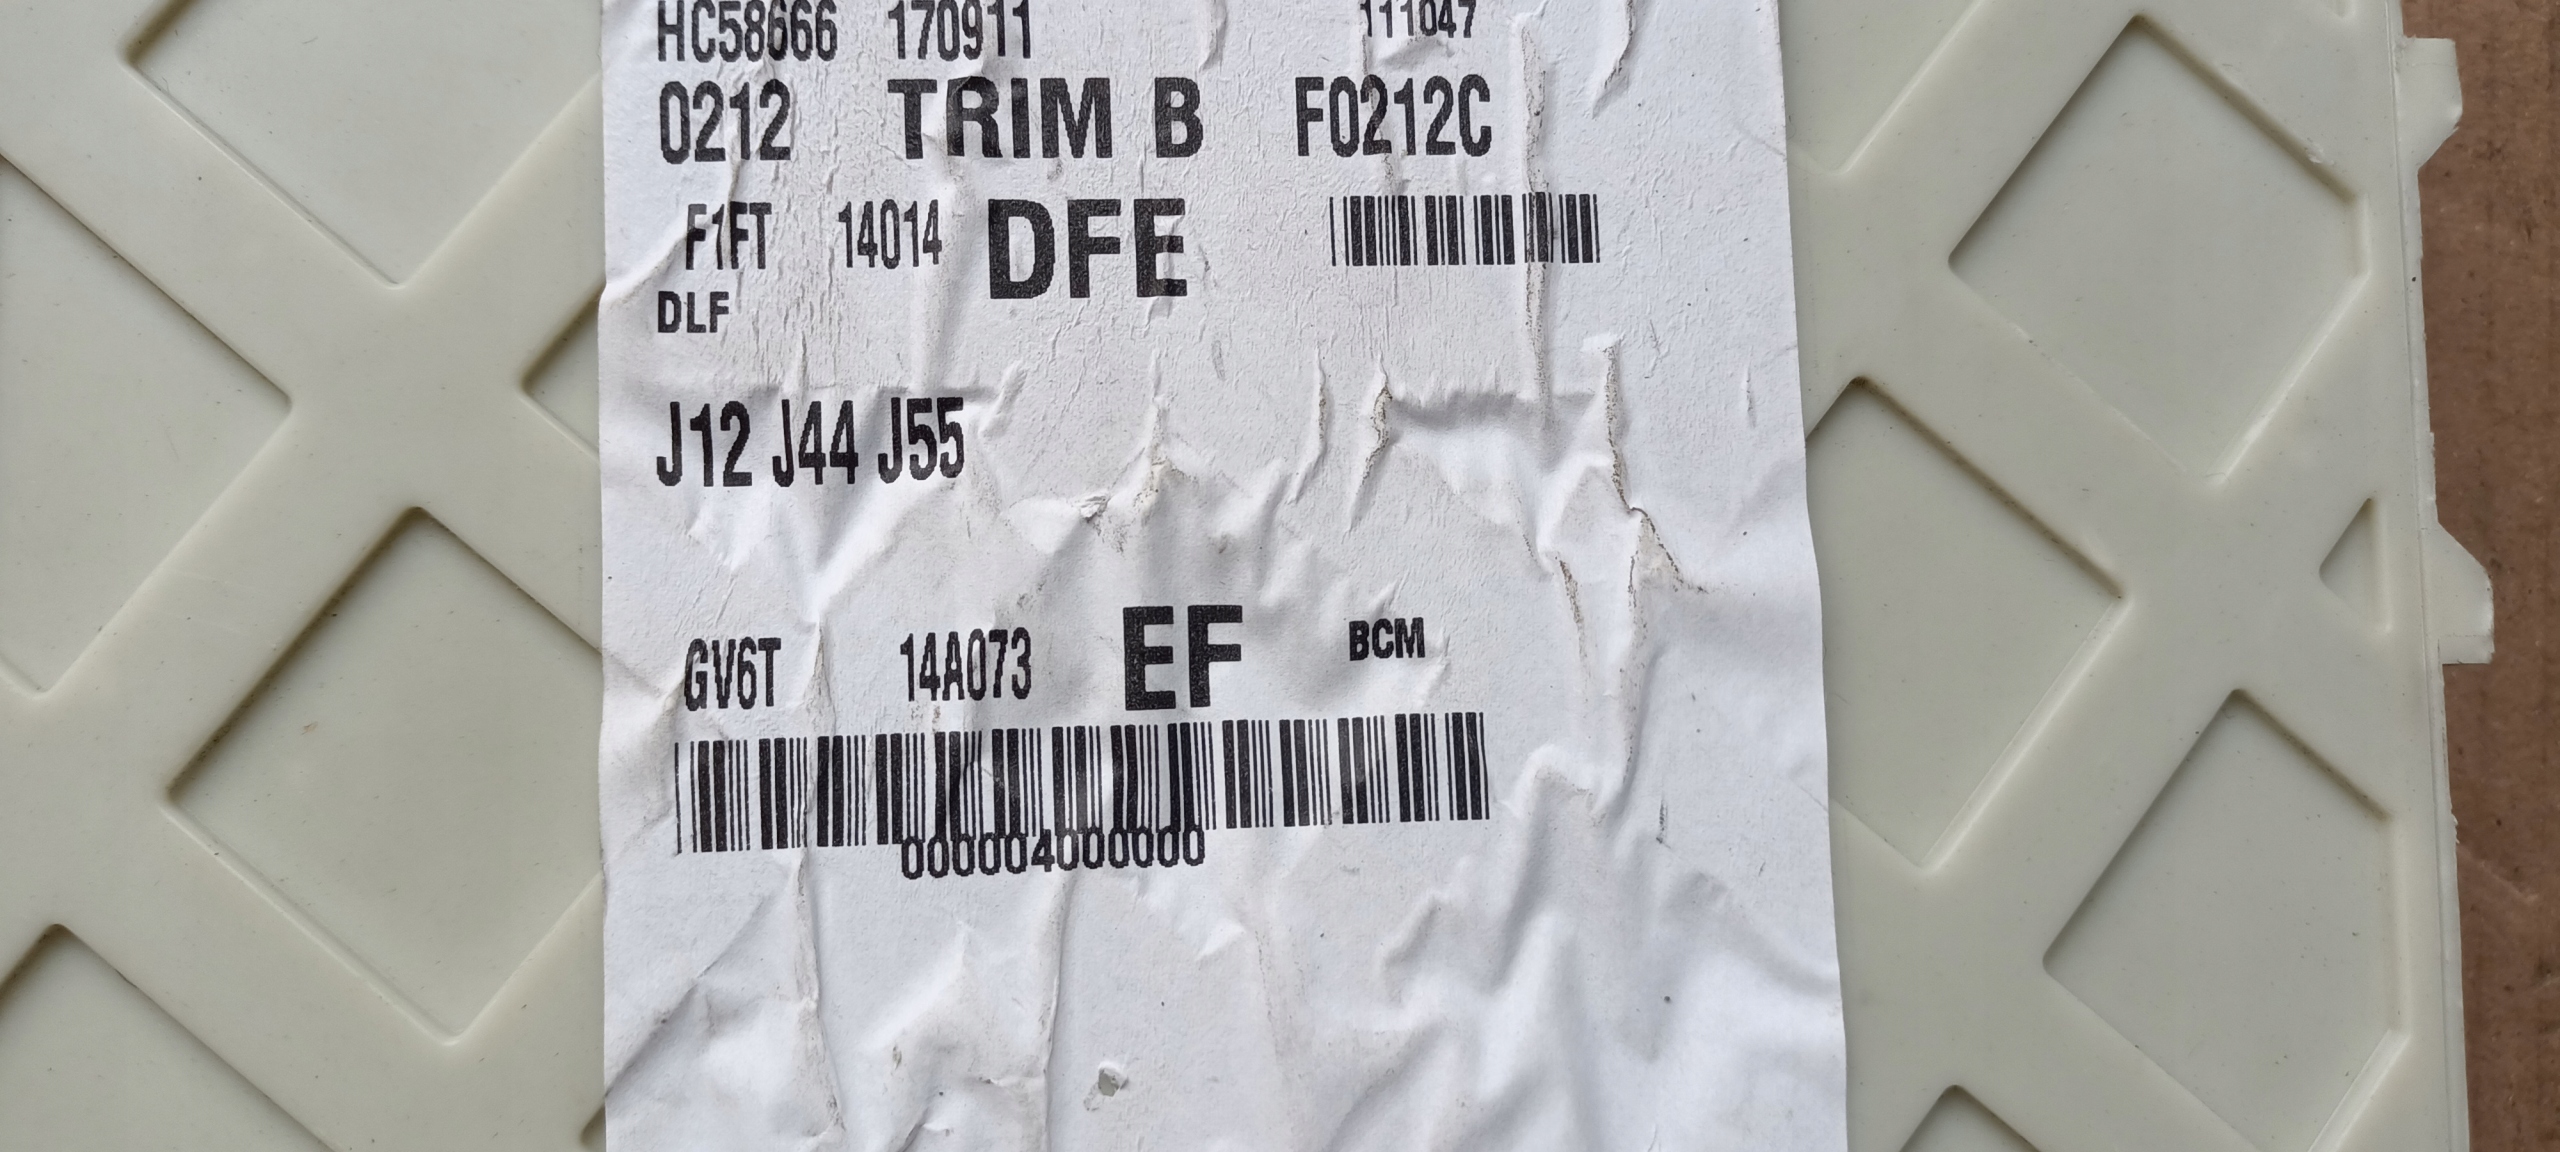 HC58666 170911 111047
0212 TRIM B F0212C
F1FT 14014 DFE
DLF
J12 J44 J55
GV6T 14A073 EF BCM
000004000000